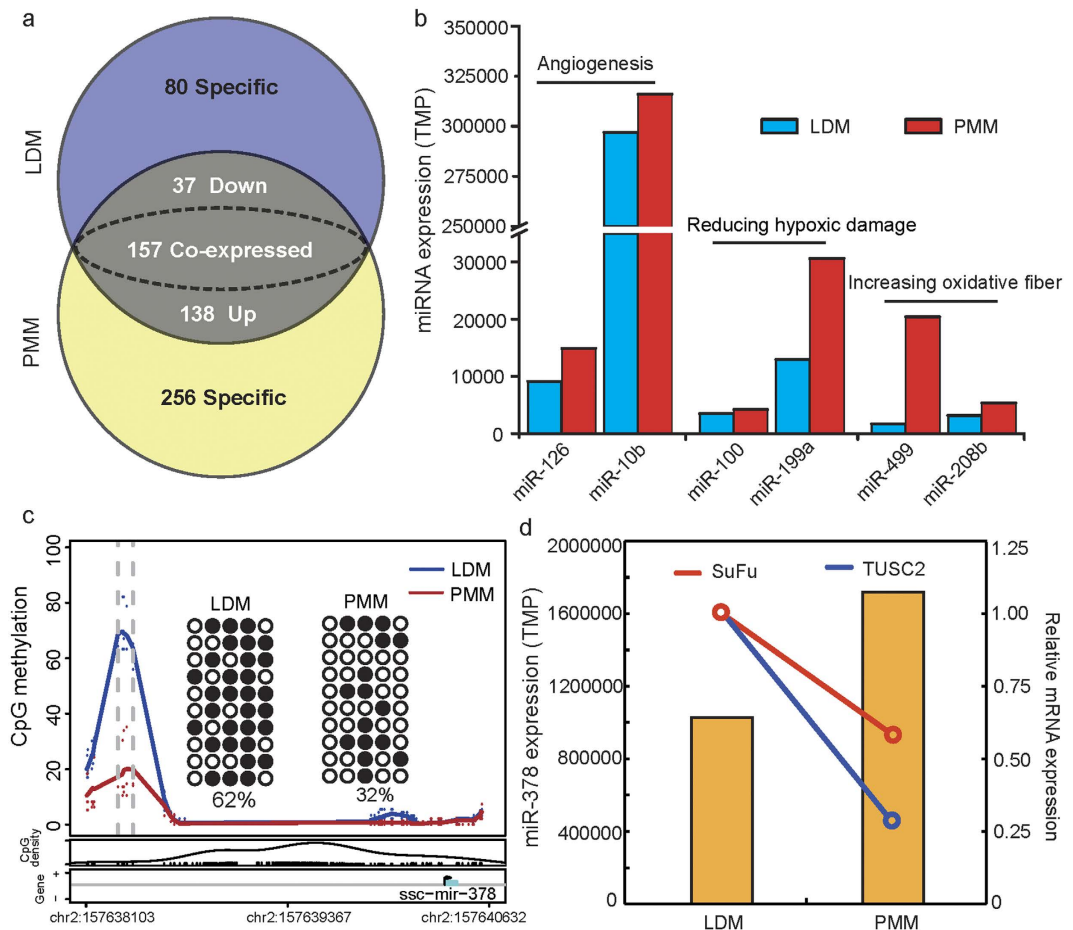 a
LDM
PMM
80 Specific
37 Down
157 Co-expressed
138 Up
256 Specific
b
miRNA expression (TMP)
350000
325000
300000
275000
250000
30000
20000
10000
0
Angiogenesis
LDM
PMM
Reducing hypoxic damage
Increasing oxidative fiber
miR-126
miR-10b
miR-100
miR-199a
miR-499
miR-208b
c
CpG methylation
100
80
60
40
20
0
LDM
PMM
LDM
PMM
62%
32%
CpG
density
Gene
+
-
ssc-mir-378
chr2:157638103
chr2:157639367
chr2:157640632
d
miR-378 expression (TMP)
2000000
1600000
1200000
1000000
800000
400000
0
SuFu
TUSC2
1.25
1.00
0.75
0.50
0.25
0
Relative mRNA expression
LDM
PMM